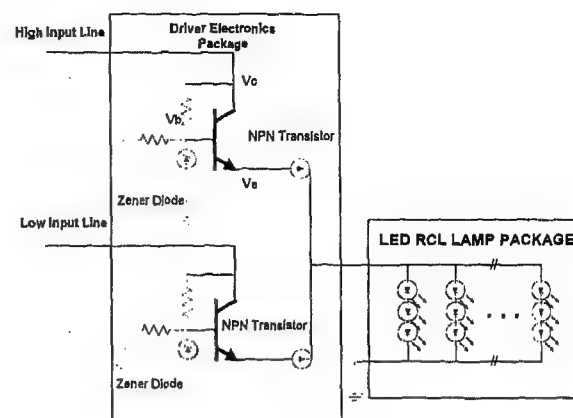 Driver Electronics
Package
High Input Line
Vc
Vb
NPN Transistor
Ve
Zener Diode
Low Input Line
LED RCL LAMP PACKAGE
NPN Transistor
Zener Diode